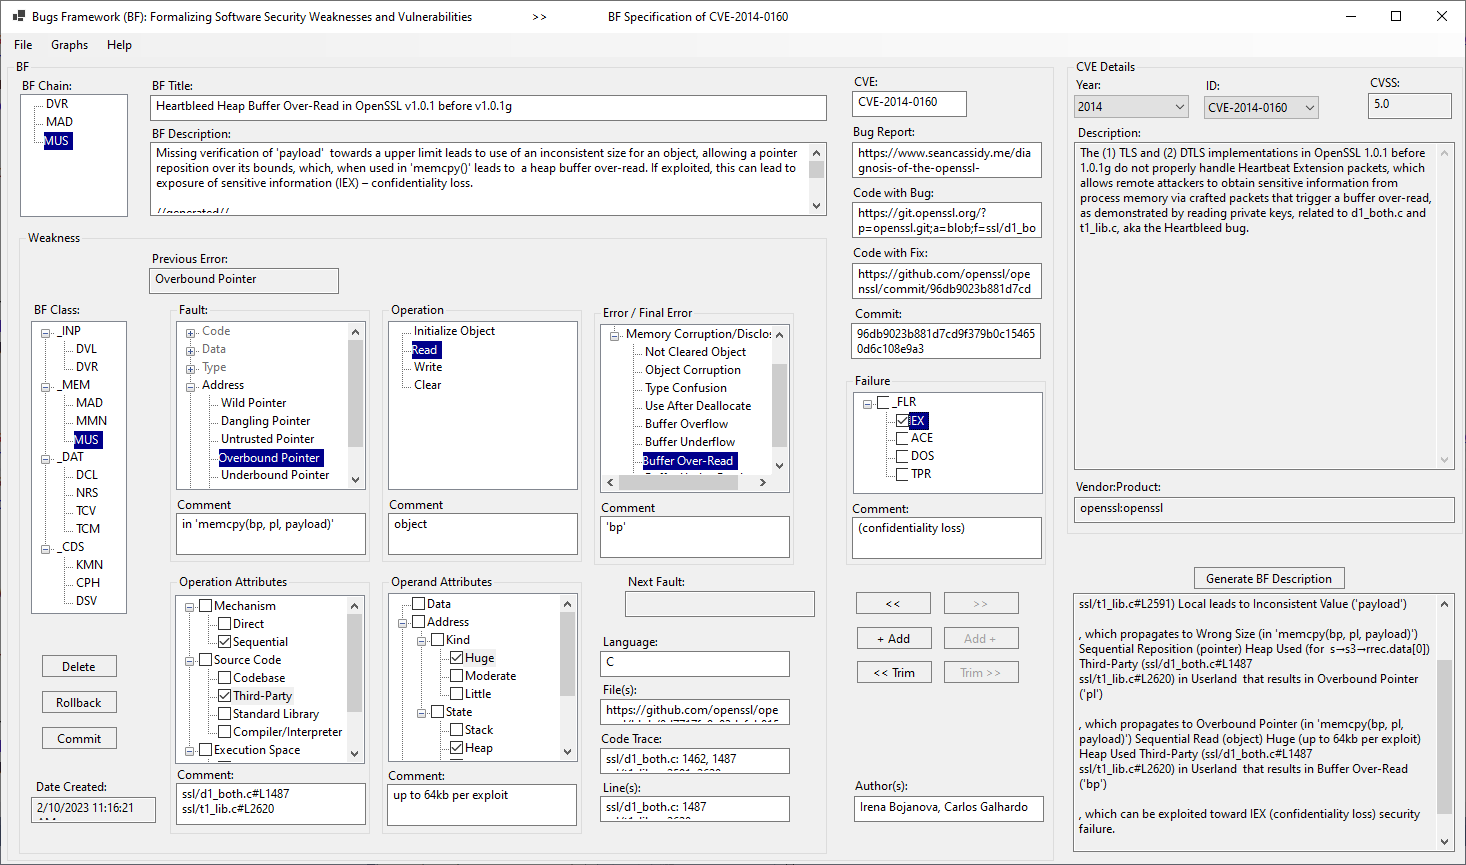 Bugs Framework (BF): Formalizing Software Security Weaknesses and Vulnerabilities >> BF Specification of CVE-2014-0160
File Graphs Help
BF
BF Chain:
DVR
MAD
MUS
BF Title:
Heartbleed Heap Buffer Over-Read in OpenSSL v1.0.1 before v1.0.1g
BF Description:
Missing verification of 'payload' towards a upper limit leads to use of an inconsistent size for an object, allowing a pointer
reposition over its bounds, which, when used in 'memcpy()' leads to a heap buffer over-read. If exploited, this can lead to
exposure of sensitive information (IEX) – confidentiality loss.
//generated//
Weakness
Previous Error:
Overbound Pointer
BF Class:
_INP
DVL
DVR
_MEM
MAD
MMN
MUS
_DAT
DCL
NRS
TCV
TCM
_CDS
KMN
CPH
DSV
Fault:
Code
Data
Type
Address
Wild Pointer
Dangling Pointer
Untrusted Pointer
Overbound Pointer
Underbound Pointer
Comment
in 'memcpy(bp, pl, payload)'
Operation
Initialize Object
Read
Write
Clear
Comment
object
Error / Final Error
Memory Corruption/Disclos
Not Cleared Object
Object Corruption
Type Confusion
Use After Deallocate
Buffer Overflow
Buffer Underflow
Buffer Over-Read
Comment
'bp'
Operation Attributes
Mechanism
Direct
Sequential
Source Code
Codebase
Third-Party
Standard Library
Compiler/Interpreter
Execution Space
Comment:
ssl/d1_both.c#L1487
ssl/t1_lib.c#L2620
Operand Attributes
Data
Address
Kind
Huge
Moderate
Little
State
Stack
Heap
Comment:
up to 64kb per exploit
Next Fault:
Language:
C
File(s):
https://github.com/openssl/ope
Code Trace:
ssl/d1_both.c: 1462, 1487
Line(s):
ssl/d1_both.c: 1487
Delete
Rollback
Commit
Date Created:
2/10/2023 11:16:21
CVE:
CVE-2014-0160
Bug Report:
https://www.seancassidy.me/dia
gnosis-of-the-openssl-
Code with Bug:
https://git.openssl.org/?
p=openssl.git;a=blob;f=ssl/d1_bo
Code with Fix:
https://github.com/openssl/ope
nssl/commit/96db9023b881d7cd
Commit:
96db9023b881d7cd9f379b0c15465
0d6c108e9a3
Failure
_FLR
IEX
ACE
DOS
TPR
Comment:
(confidentiality loss)
<< >>
+ Add Add +
<< Trim Trim >>
Author(s):
Irena Bojanova, Carlos Galhardo
CVE Details
Year:
2014
ID:
CVE-2014-0160
CVSS:
5.0
Description:
The (1) TLS and (2) DTLS implementations in OpenSSL 1.0.1 before
1.0.1g do not properly handle Heartbeat Extension packets, which
allows remote attackers to obtain sensitive information from
process memory via crafted packets that trigger a buffer over-read,
as demonstrated by reading private keys, related to d1_both.c and
t1_lib.c, aka the Heartbleed bug.
Vendor:Product:
openssl:openssl
Generate BF Description
ssl/t1_lib.c#L2591) Local leads to Inconsistent Value ('payload')
, which propagates to Wrong Size (in 'memcpy(bp, pl, payload)')
Sequential Reposition (pointer) Heap Used (for s→s3→rrec.data[0])
Third-Party (ssl/d1_both.c#L1487
ssl/t1_lib.c#L2620) in Userland that results in Overbound Pointer
('pl')
, which propagates to Overbound Pointer (in 'memcpy(bp, pl,
payload)') Sequential Read (object) Huge (up to 64kb per exploit)
Heap Used Third-Party (ssl/d1_both.c#L1487
ssl/t1_lib.c#L2620) in Userland that results in Buffer Over-Read
('bp')
, which can be exploited toward IEX (confidentiality loss) security
failure.